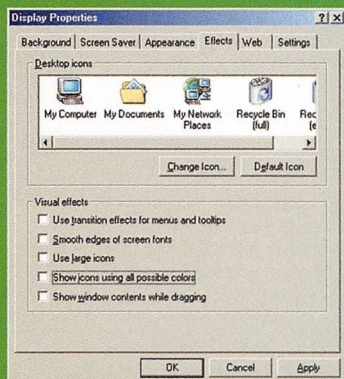 Display Properties
Background Screen Saver Appearance Effects Web Settings
Desktop icons
My Computer My Documents My Network Places Recycle Bin (full) Rec (e
Change Icon... Default Icon
Visual effects
Use transition effects for menus and tooltips
Smooth edges of screen fonts
Use large icons
Show icons using all possible colors
Show window contents while dragging
OK Cancel Apply